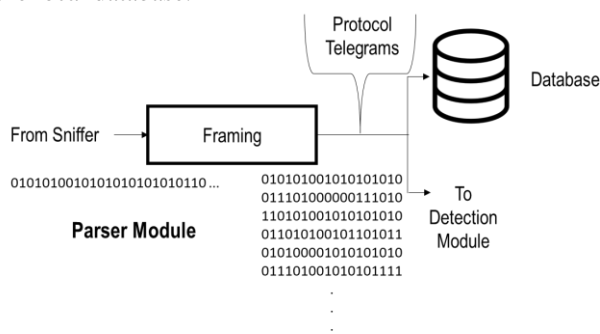 Protocol
Telegrams
Database
From Sniffer
Framing
0101010010101010101010110...
010101001010101010
011101000000111010
110101001010101010
011010100101101011
010100001010101010
011101001010101111
.
.
.
To
Detection
Module
Parser Module